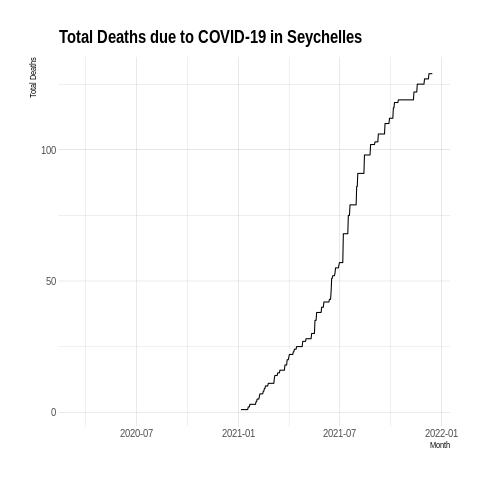 Total Deaths due to COVID-19 in Seychelles
Total Deaths
100
50
0
2020-07 2021-01 2021-07 2022-01
Month